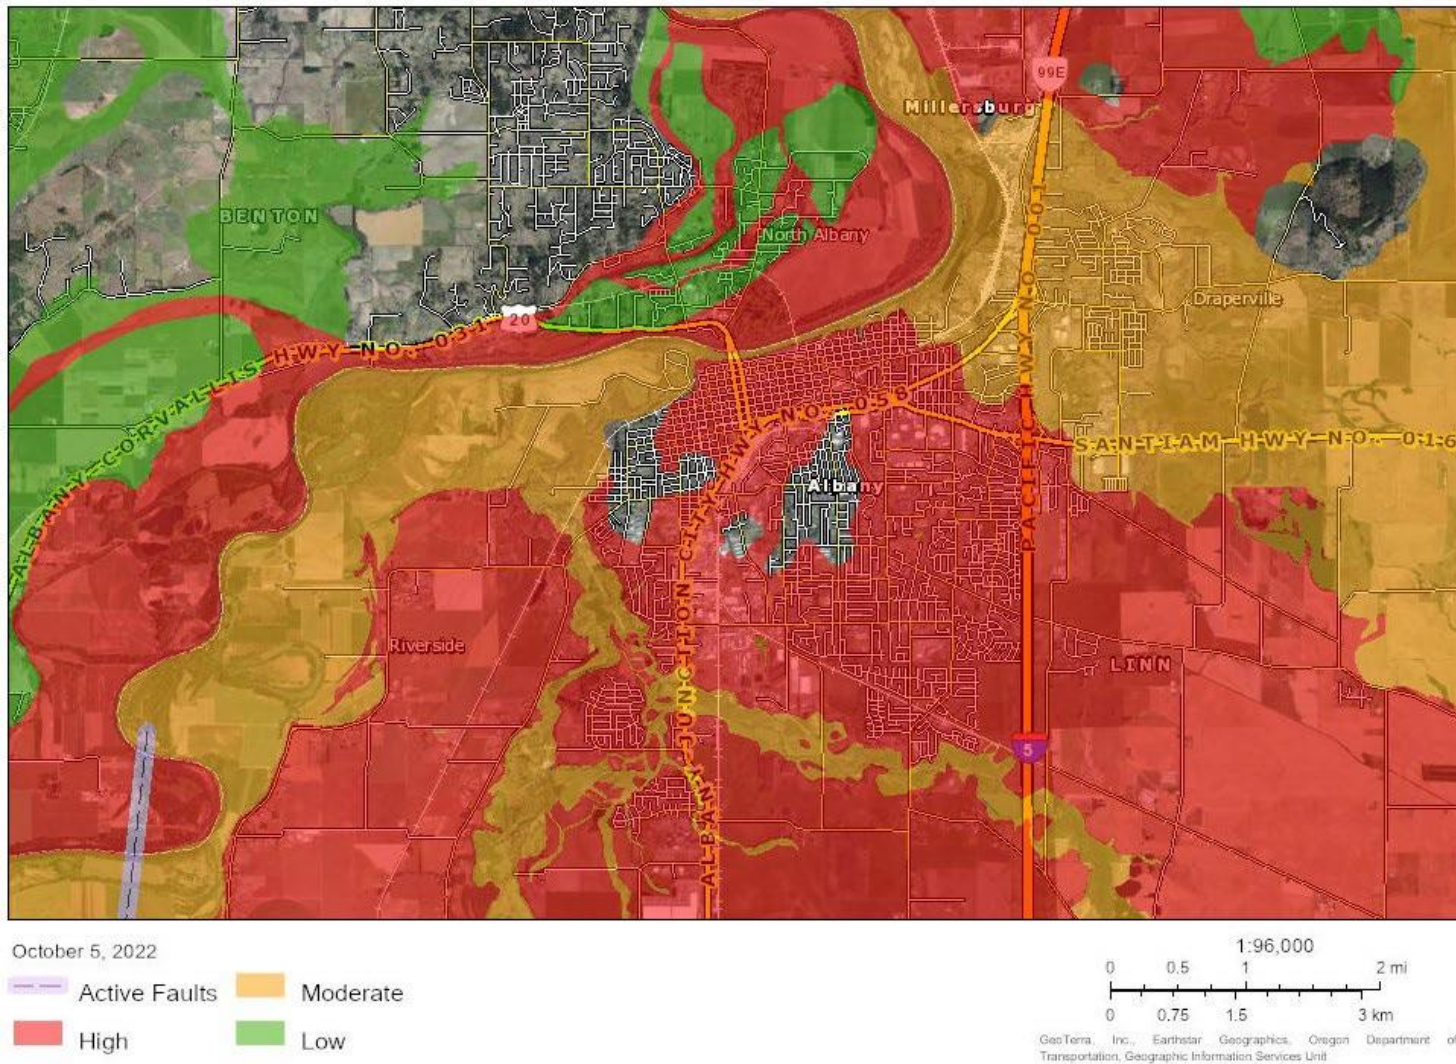 99E
Millersburg
BENTON
North Albany
Draperville
20
ALBANY-CORVALLIS HWY NO. 031
PACIFIC HWY NO. 001
HWY NO. 058
SANTIAM HWY NO. 016
Albany
ALBANY-JUNCTION CITY HWY NO. 058
Riverside
LINN
5
October 5, 2022
Active Faults
Moderate
High
Low
1:96,000
0 0.5 1 2 mi
0 0.75 1.5 3 km
GeoTerra, Inc., Earthstar Geographics, Oregon Department of
Transportation, Geographic Information Services Unit